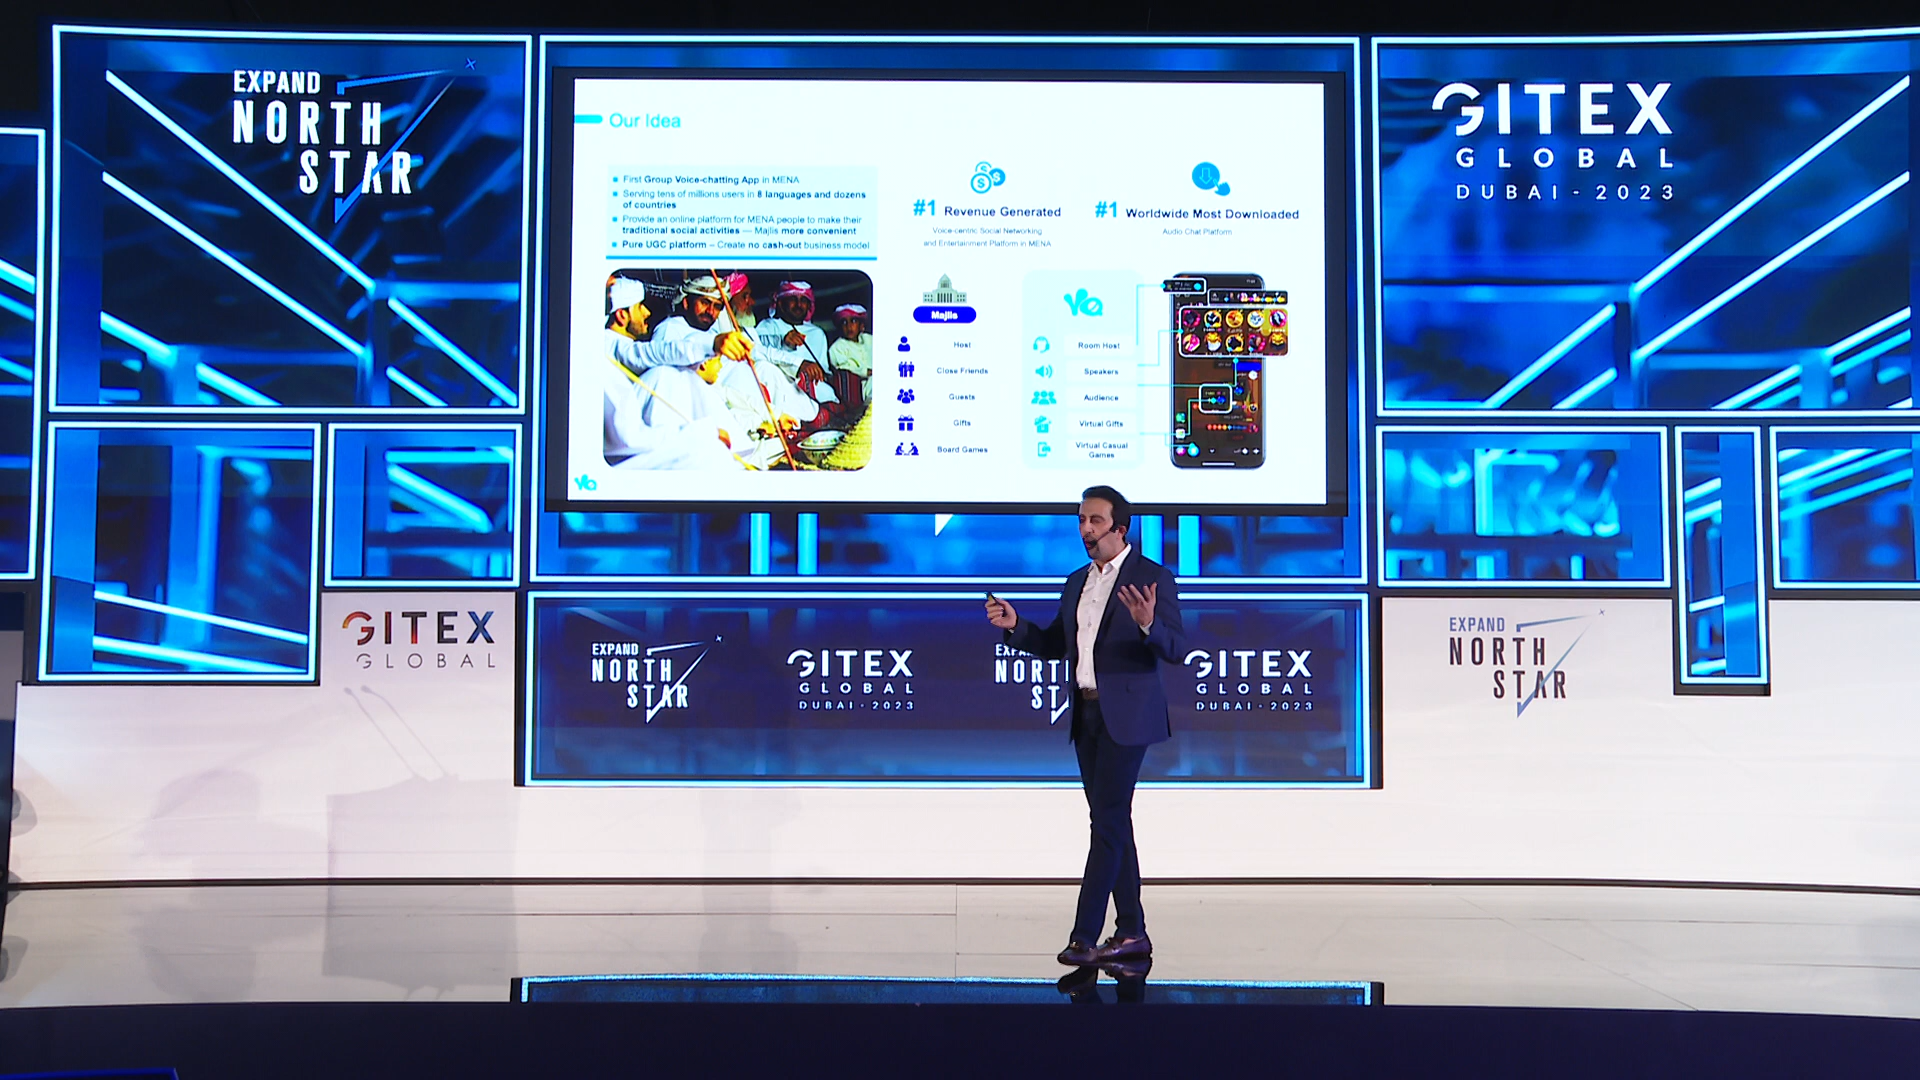 EXPAND
NORTH
STAR
GITEX
GLOBAL
DUBAI - 2023
Our Idea
First Group Voice-chatting App in MENA
Serving tens of millions users in 8 languages and dozens
of countries
Provide an online platform for MENA people to make their
traditional social activities — Majlis more convenient
Pure UGC platform – Create no cash-out business model
#1 Revenue Generated
Voice-centric Social Networking
and Entertainment Platform in MENA
#1 Worldwide Most Downloaded
Audio Chat Platform
Majlis
Host
Close Friends
Guests
Gifts
Board Games
Ya
Room Host
Speakers
Audience
Virtual Gifts
Virtual Casual
Games
Ya
GITEX
GLOBAL
EXPAND
NORTH
STAR
GITEX
GLOBAL
DUBAI - 2023
EXPA
NORT
ST
GITEX
GLOBAL
DUBAI - 2023
EXPAND
NORTH
STAR